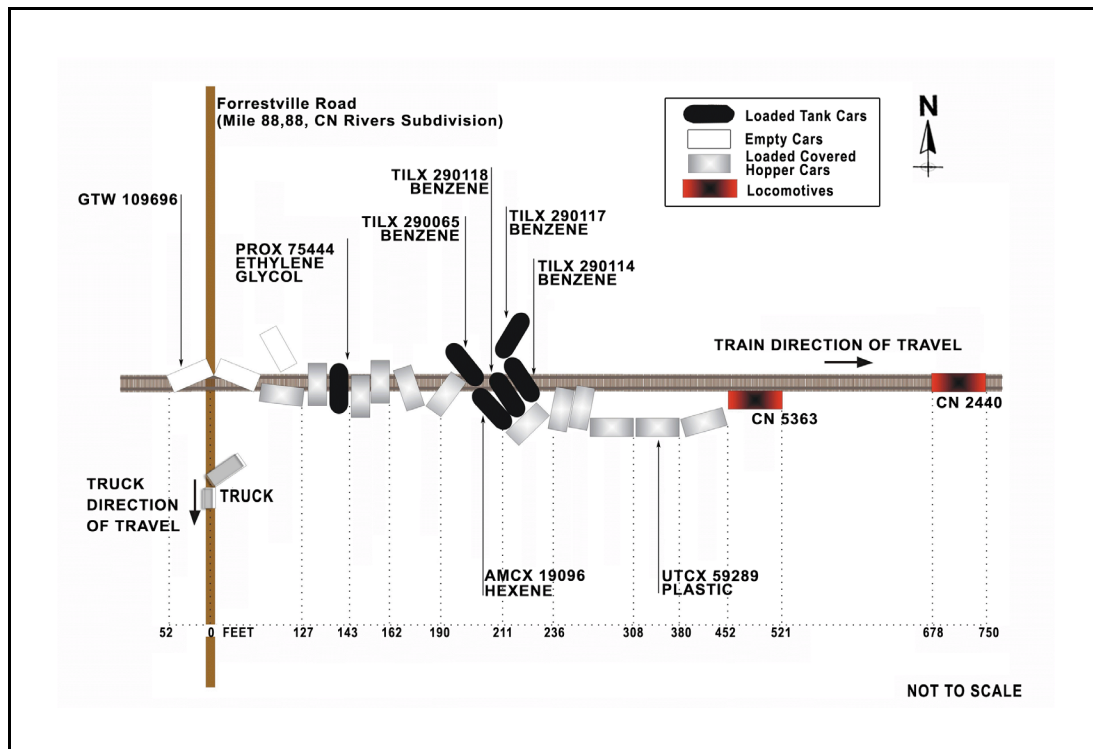 Forrestville Road
(Mile 88,88, CN Rivers Subdivision)
N
Loaded Tank Cars
Empty Cars
Loaded Covered
Hopper Cars
Locomotives
GTW 109696
TILX 290118
BENZENE
TILX 290065
BENZENE
TILX 290117
BENZENE
PROX 75444
ETHYLENE
GLYCOL
TILX 290114
BENZENE
TRAIN DIRECTION OF TRAVEL
CN 2440
CN 5363
TRUCK
DIRECTION
OF TRAVEL
TRUCK
AMCX 19096
HEXENE
UTCX 59289
PLASTIC
52 0 FEET 127 143 162 190 211 236 308 380 452 521 678 750
NOT TO SCALE